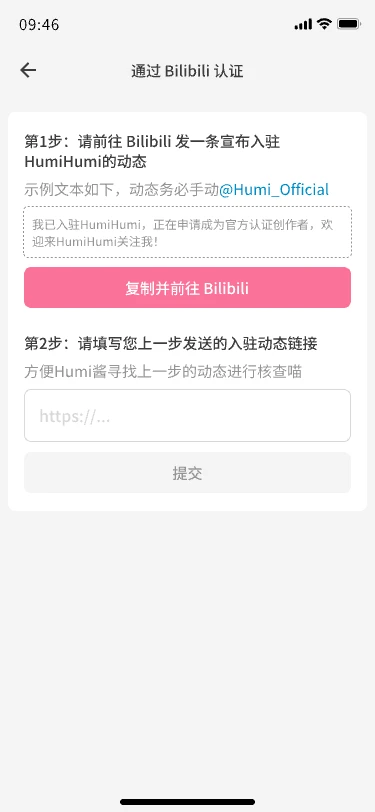 09:46
通过 Bilibili 认证
第1步：请前往 Bilibili 发一条宣布入驻
HumiHumi的动态
示例文本如下，动态务必手动@Humi_Official
我已入驻HumiHumi，正在申请成为官方认证创作者，欢
迎来HumiHumi关注我！
复制并前往 Bilibili
第2步：请填写您上一步发送的入驻动态链接
方便Humi酱寻找上一步的动态进行核查喵
https://...
提交